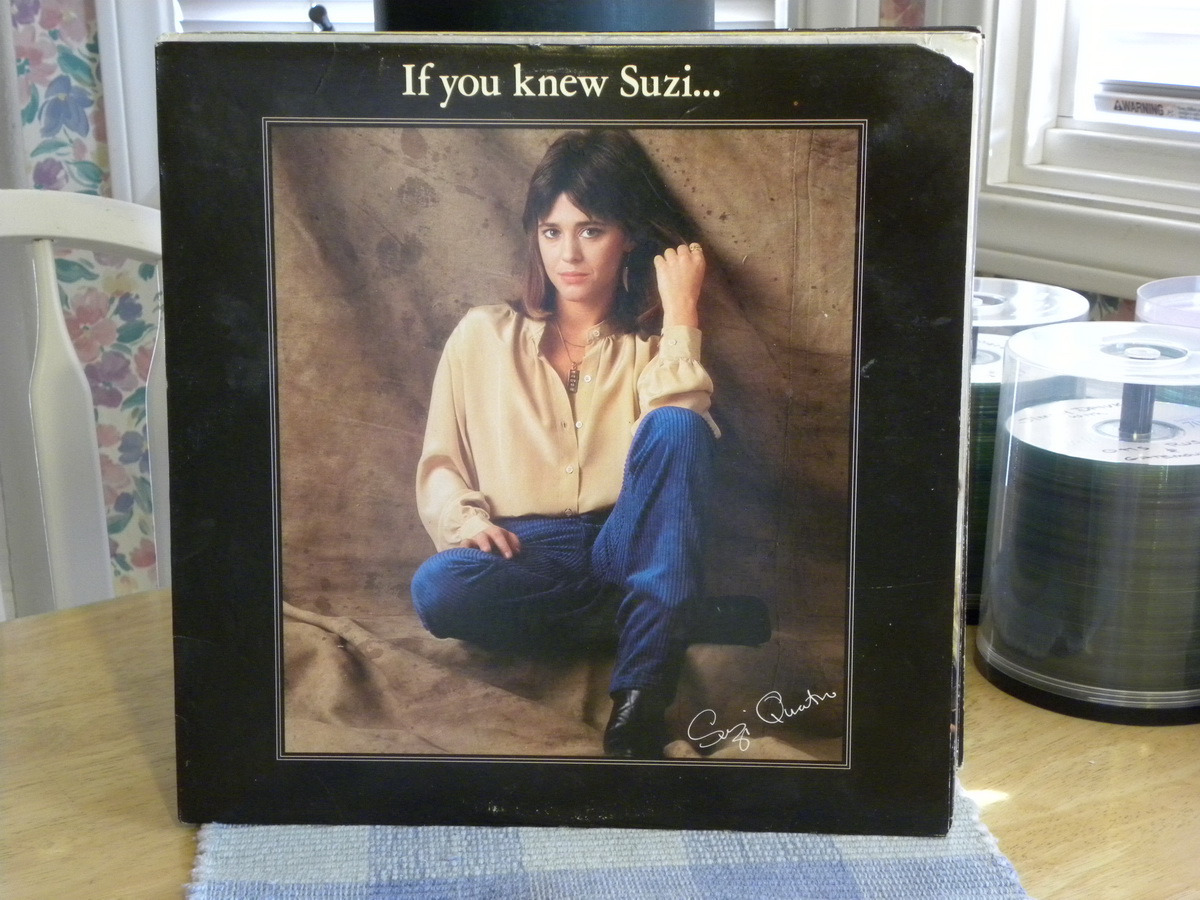 If you knew Suzi...
WARNING
Suzi Quatro